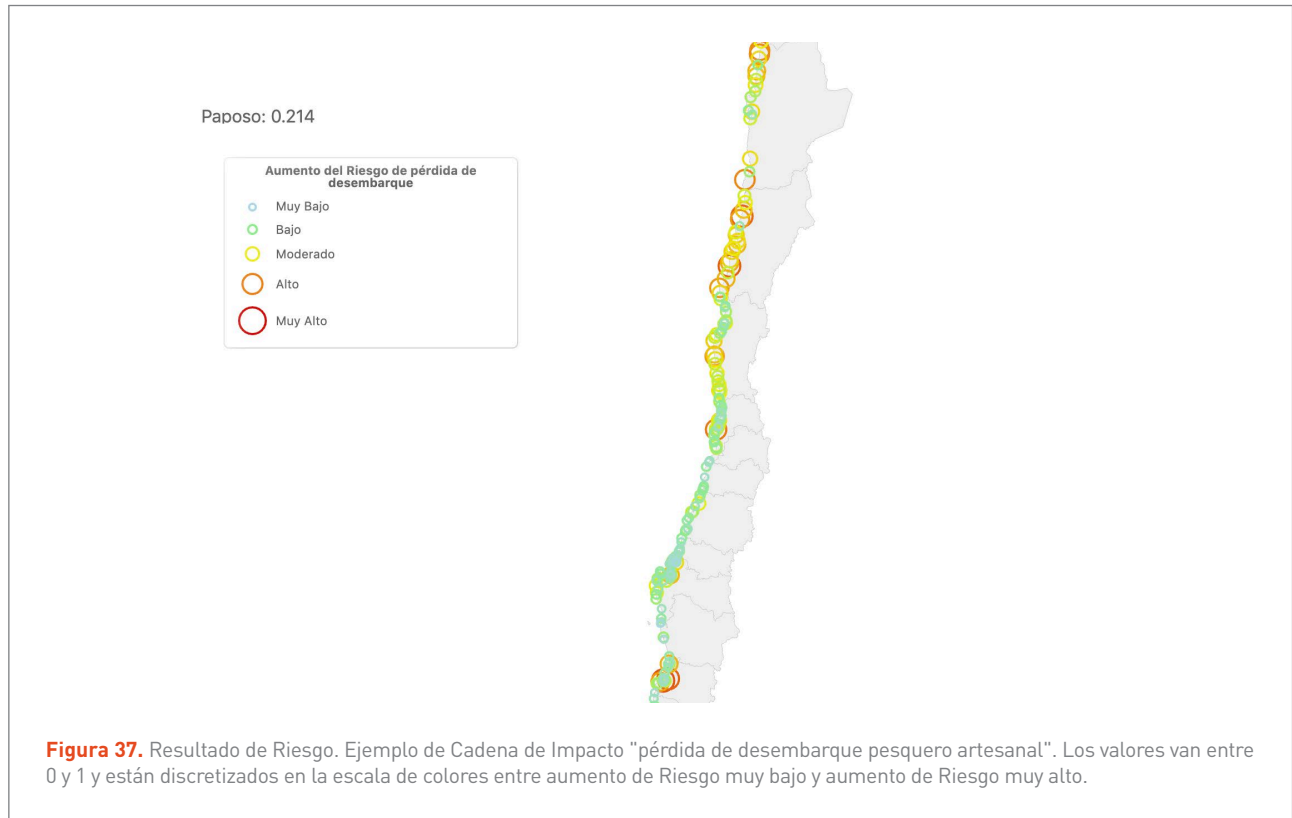 Paposo: 0.214
Aumento del Riesgo de pérdida de
desembarque
Muy Bajo
Bajo
Moderado
Alto
Muy Alto
Figura 37. Resultado de Riesgo. Ejemplo de Cadena de Impacto "pérdida de desembarque pesquero artesanal". Los valores van entre
0 y 1 y están discretizados en la escala de colores entre aumento de Riesgo muy bajo y aumento de Riesgo muy alto.